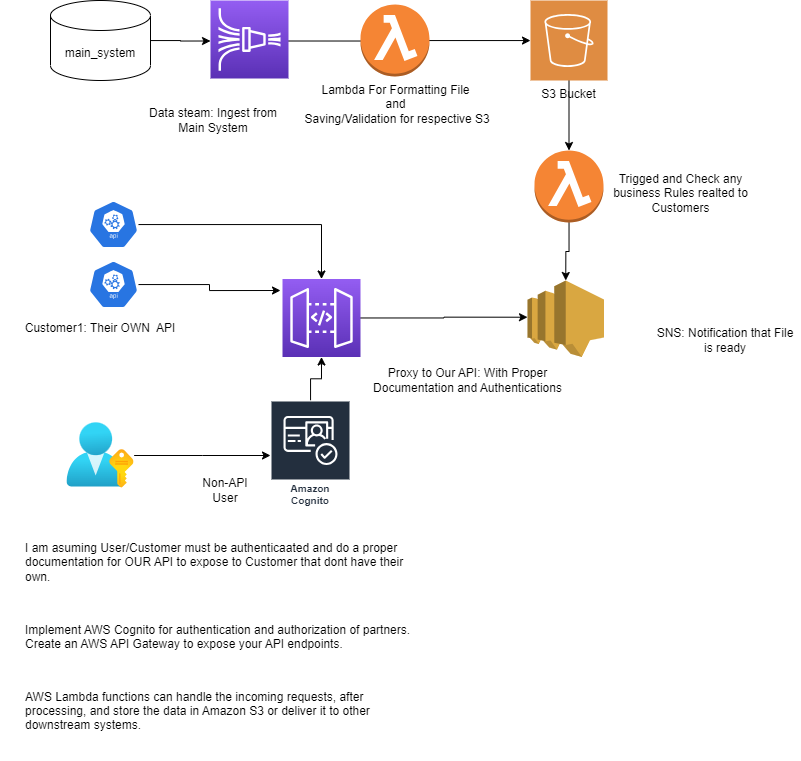 main_system
Data steam: Ingest from
Main System
Lambda For Formatting File
and
Saving/Validation for respective S3
S3 Bucket
Trigged and Check any
business Rules realted to
Customers
api
api
Customer1: Their OWN  API
</>
SNS: Notification that File
is ready
Proxy to Our API: With Proper
Documentation and Authentications
Non-API
User
Amazon
Cognito
I am asuming User/Customer must be authenticaated and do a proper
documentation for OUR API to expose to Customer that dont have their
own.
Implement AWS Cognito for authentication and authorization of partners.
Create an AWS API Gateway to expose your API endpoints.
AWS Lambda functions can handle the incoming requests, after
processing, and store the data in Amazon S3 or deliver it to other
downstream systems.